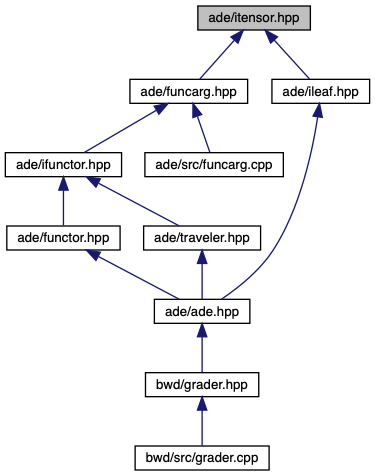 ade/itensor.hpp
ade/funcarg.hpp
ade/ileaf.hpp
ade/ifunctor.hpp
ade/src/funcarg.cpp
ade/functor.hpp
ade/traveler.hpp
ade/ade.hpp
bwd/grader.hpp
bwd/src/grader.cpp